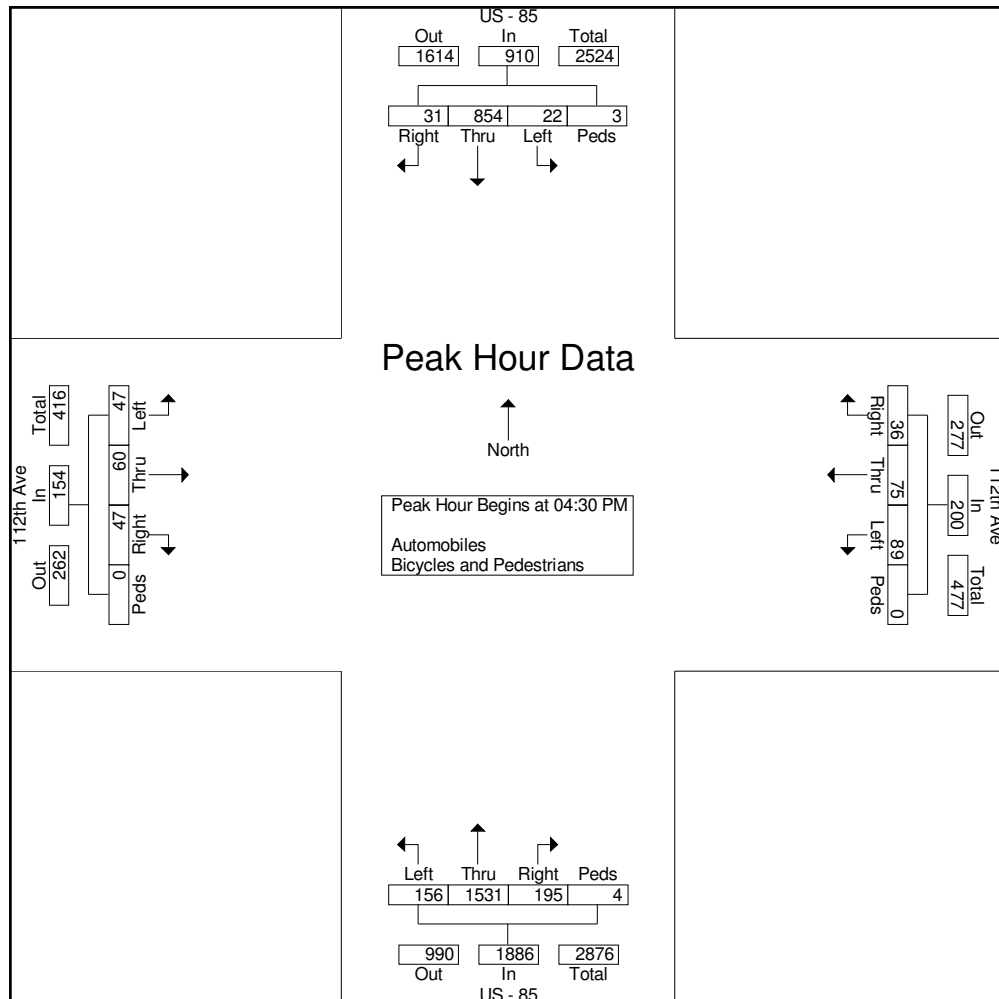 US - 85
Out In Total
1614 910 2524
31 854 22 3
Right Thru Left Peds
Peak Hour Data
North
Peak Hour Begins at 04:30 PM
Automobiles
Bicycles and Pedestrians
112th Ave
Out In Total
262 154 416
Left Thru Right Peds
47 60 47 0
112th Ave
Out In Total
277 200 477
36 75 89 0
Right Thru Left Peds
Left Thru Right Peds
156 1531 195 4
990 1886 2876
Out In Total
US - 85